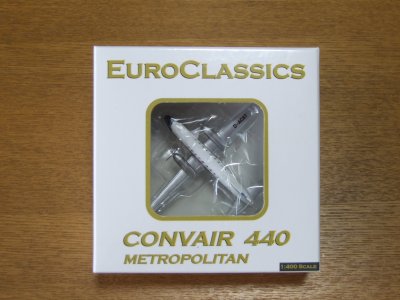 EUROCLASSICS
CONVAIR 440
METROPOLITAN
1:400 SCALE